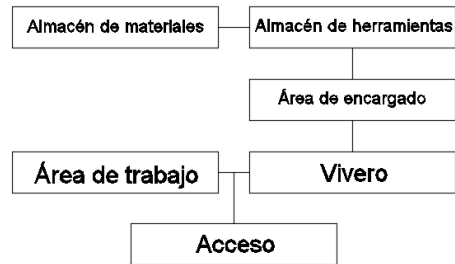 Almacén de materiales
Almacén de herramientas
Área de encargado
Área de trabajo
Vivero
Acceso